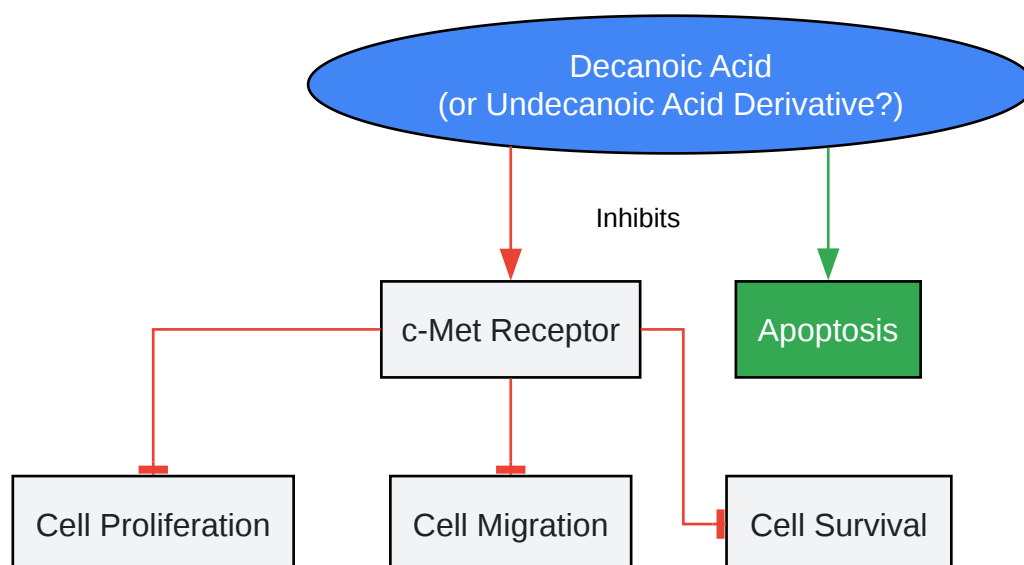 Decanoic Acid
(or Undecanoic Acid Derivative?)
Inhibits
c-Met Receptor
Apoptosis
Cell Proliferation
Cell Migration
Cell Survival